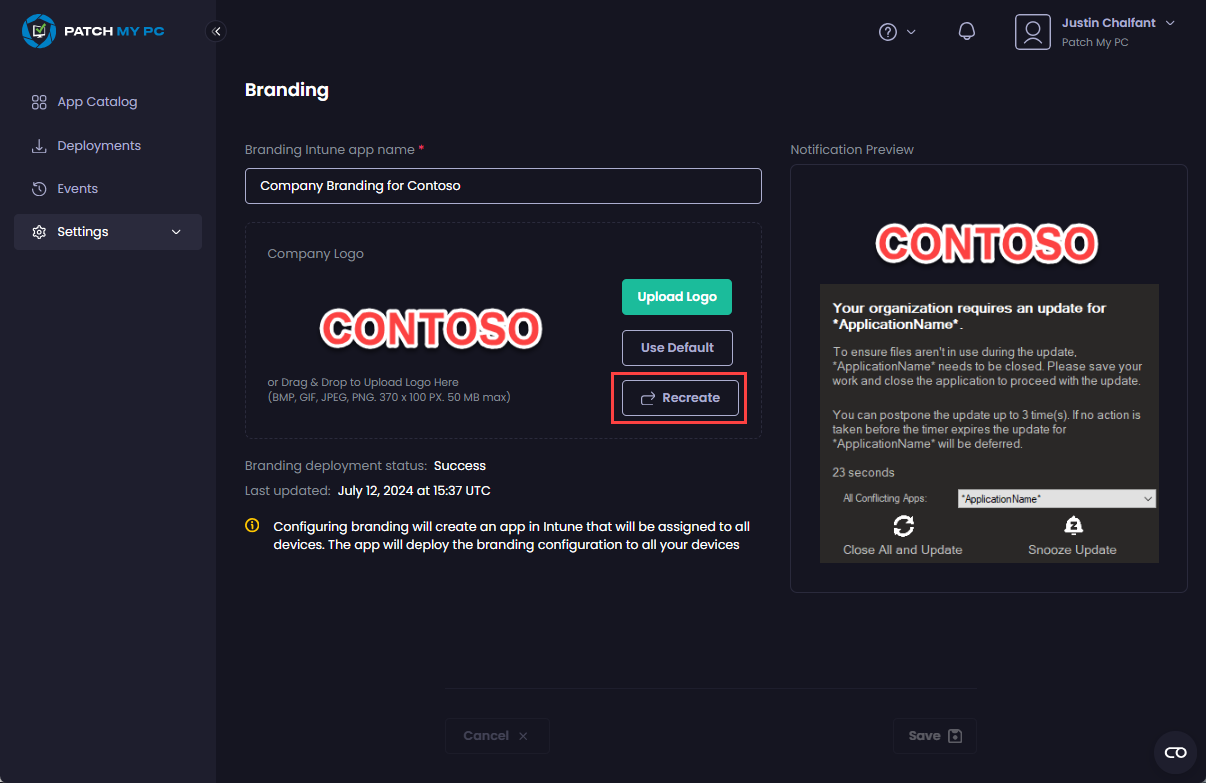 PATCH MY PC
Justin Chalfant
Patch My PC
App Catalog
Deployments
Events
Settings
Branding
Branding Intune app name *
Company Branding for Contoso
Company Logo
CONTOSO
Upload Logo
Use Default
Recreate
or Drag & Drop to Upload Logo Here
(BMP, GIF, JPEG, PNG. 370 x 100 PX. 50 MB max)
Branding deployment status: Success
Last updated: July 12, 2024 at 15:37 UTC
Configuring branding will create an app in Intune that will be assigned to all
devices. The app will deploy the branding configuration to all your devices
Notification Preview
CONTOSO
Your organization requires an update for
*ApplicationName*.
To ensure files aren't in use during the update,
*ApplicationName* needs to be closed. Please save your
work and close the application to proceed with the update.
You can postpone the update up to 3 time(s). If no action is
taken before the timer expires the update for
*ApplicationName* will be deferred.
23 seconds
All Conflicting Apps: *ApplicationName*
Close All and Update
Snooze Update
Cancel
Save